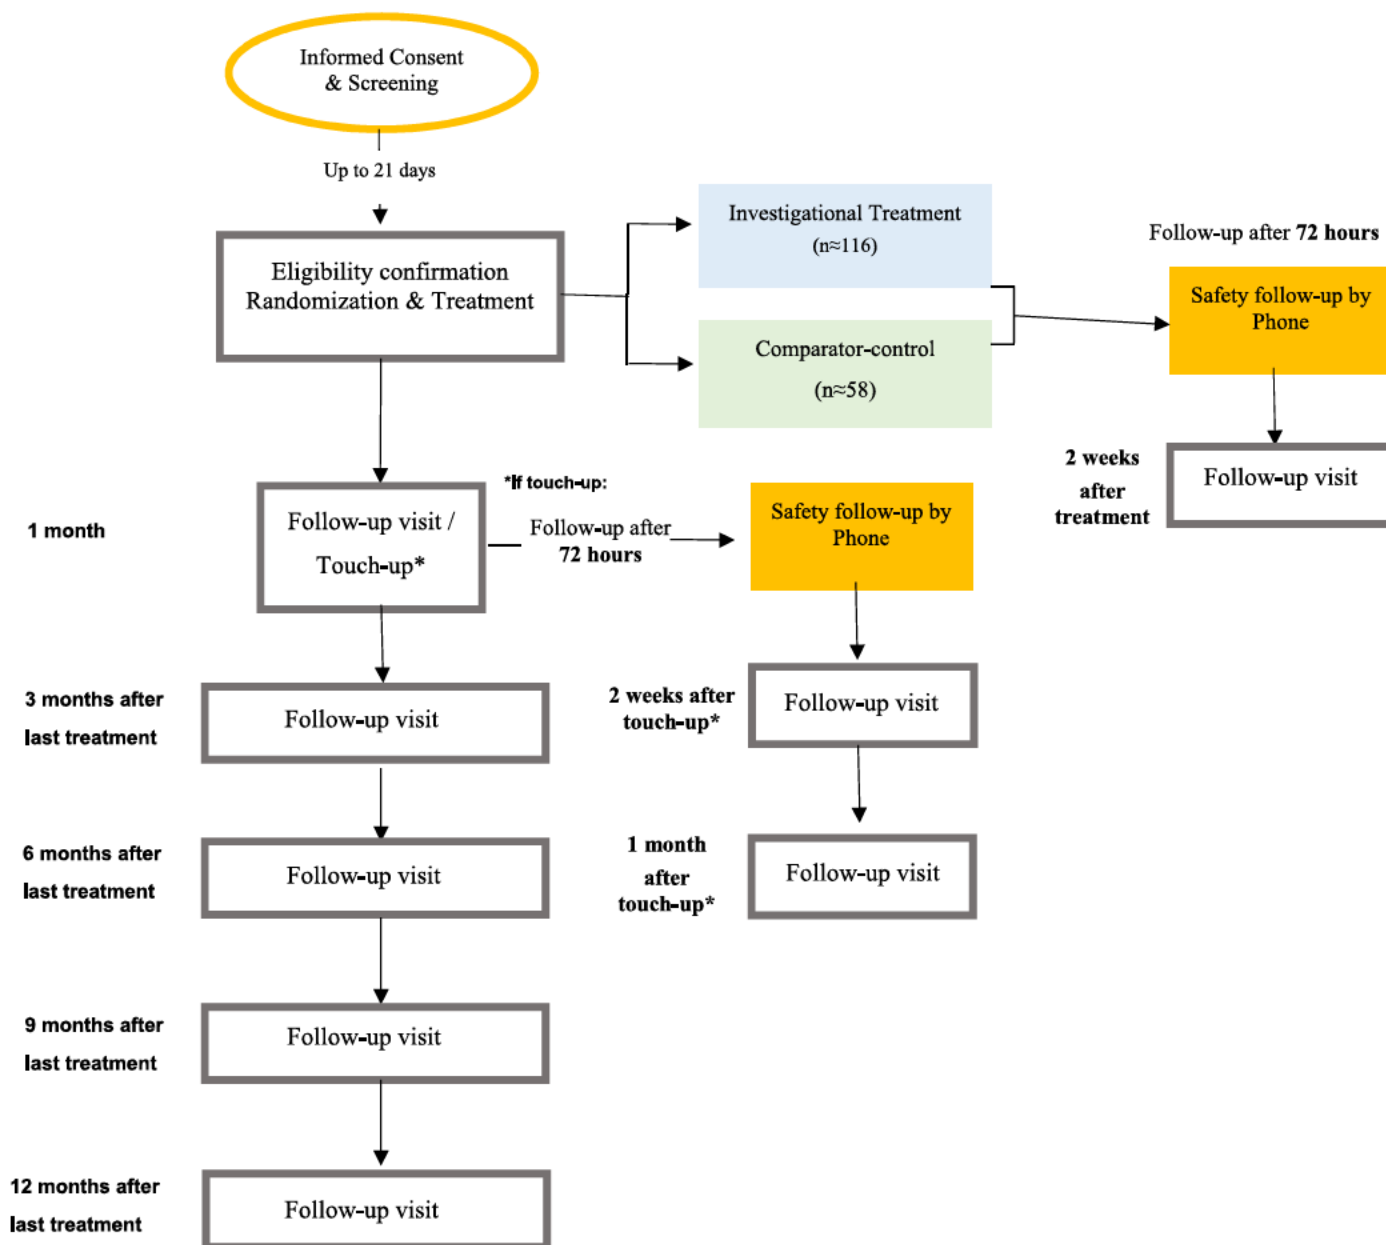 Informed Consent
& Screening
Up to 21 days
Eligibility confirmation
Randomization & Treatment
Investigational Treatment
(n≈116)
Comparator-control
(n≈58)
Follow-up after 72 hours
Safety follow-up by
Phone
2 weeks
after
treatment
Follow-up visit
1 month
Follow-up visit /
Touch-up*
*If touch-up:
Follow-up after
72 hours
Safety follow-up by
Phone
2 weeks after
touch-up*
Follow-up visit
1 month
after
touch-up*
Follow-up visit
3 months after
last treatment
Follow-up visit
6 months after
last treatment
Follow-up visit
9 months after
last treatment
Follow-up visit
12 months after
last treatment
Follow-up visit